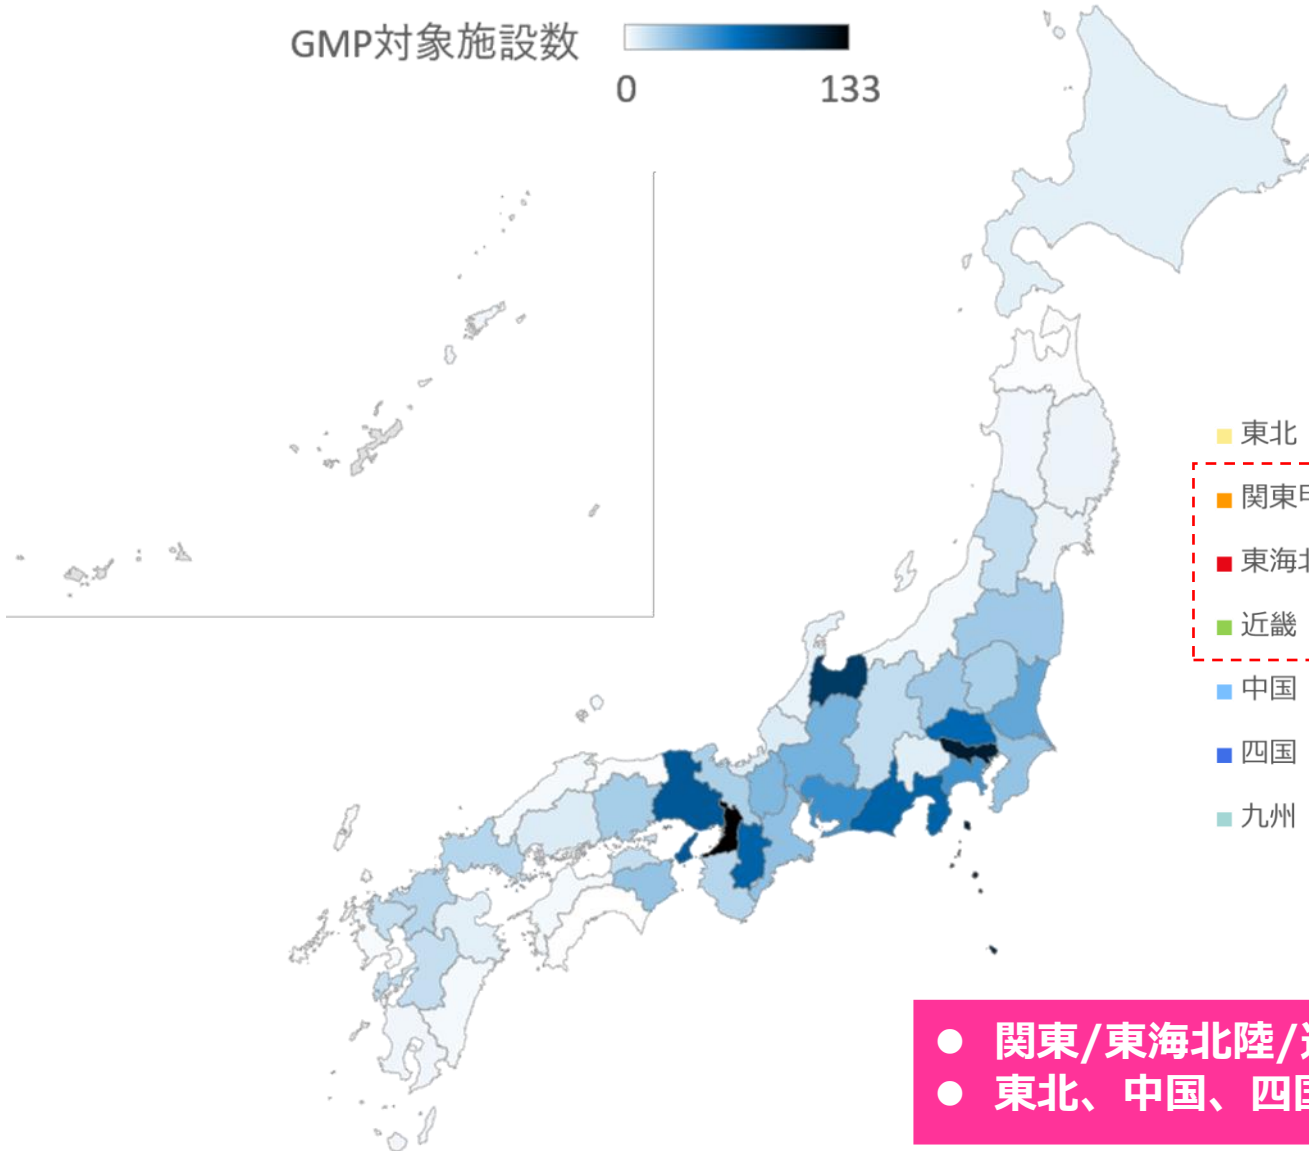 GMP対象施設数
0 133
東北
関東
東海
近畿
中国
四国
九州
● 関東/東海北陸/
● 東北、中国、四